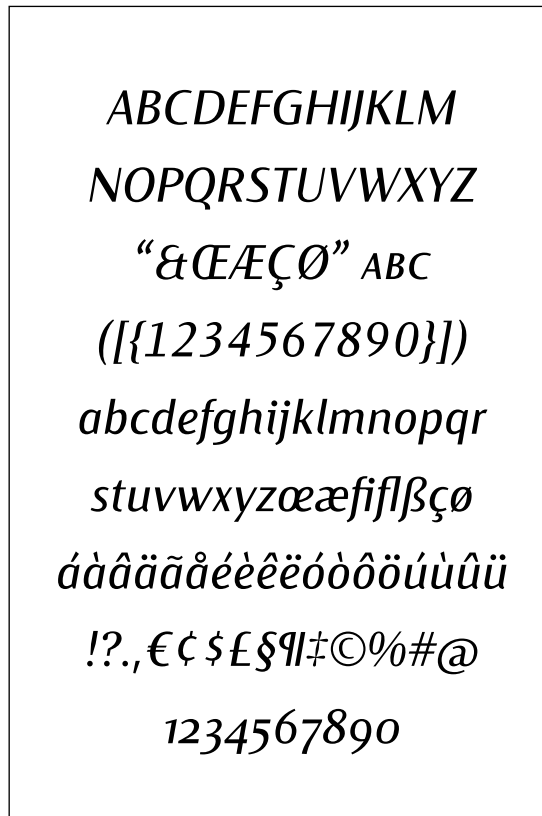 ABCDEFGHIJKLM
NOPQRSTUVWXYZ
“&ŒÆÇØ” ABC
([{1234567890}])
abcdefghijklmnopqr
stuvwxyzœæfiflßçø
áàâäãåéèêëóòôöúùûü
!?.,€¢$£§¶‡©%#@
1234567890